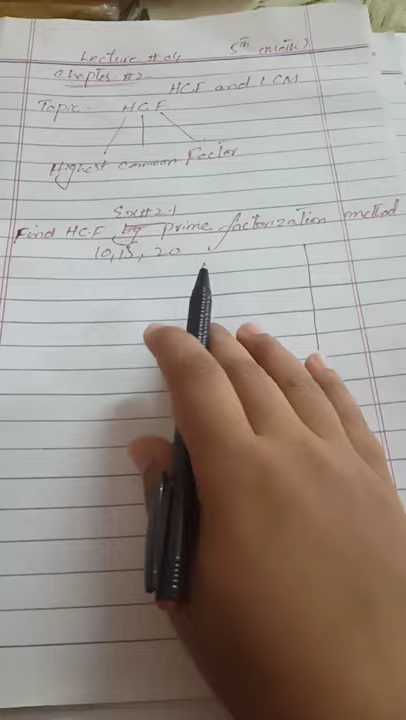 Lecture # 04 5th (Math)
Chapter #2 HCF and LCM
Topic HCF
Highest Common Factor
Ex#2.1
Find HCF by prime factorization method
10,15, 20